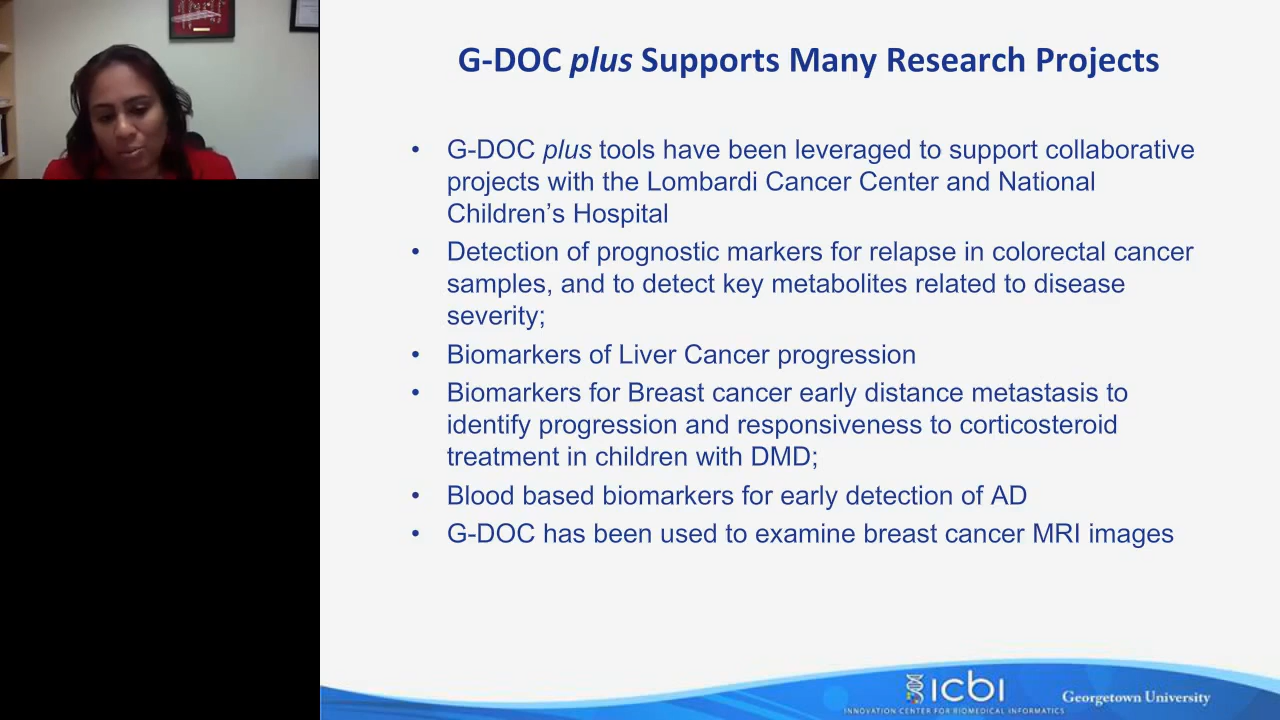 G-DOC plus Supports Many Research Projects
• G-DOC plus tools have been leveraged to support collaborative
projects with the Lombardi Cancer Center and National
Children’s Hospital
• Detection of prognostic markers for relapse in colorectal cancer
samples, and to detect key metabolites related to disease
severity;
• Biomarkers of Liver Cancer progression
• Biomarkers for Breast cancer early distance metastasis to
identify progression and responsiveness to corticosteroid
treatment in children with DMD;
• Blood based biomarkers for early detection of AD
• G-DOC has been used to examine breast cancer MRI images
icbi
INNOVATION CENTER FOR BIOMEDICAL INFORMATICS
Georgetown University